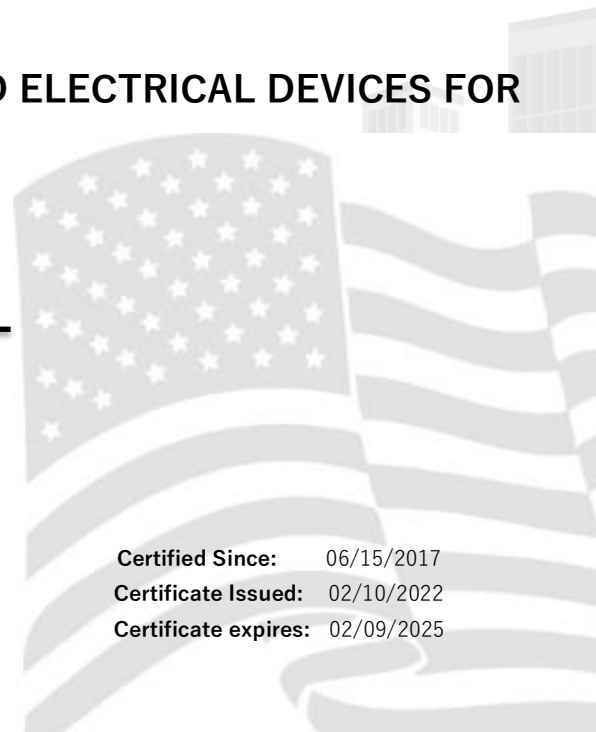 ELECTRICAL DEVICES FOR
Certified Since: 06/15/2017
Certificate Issued: 02/10/2022
Certificate expires: 02/09/2025